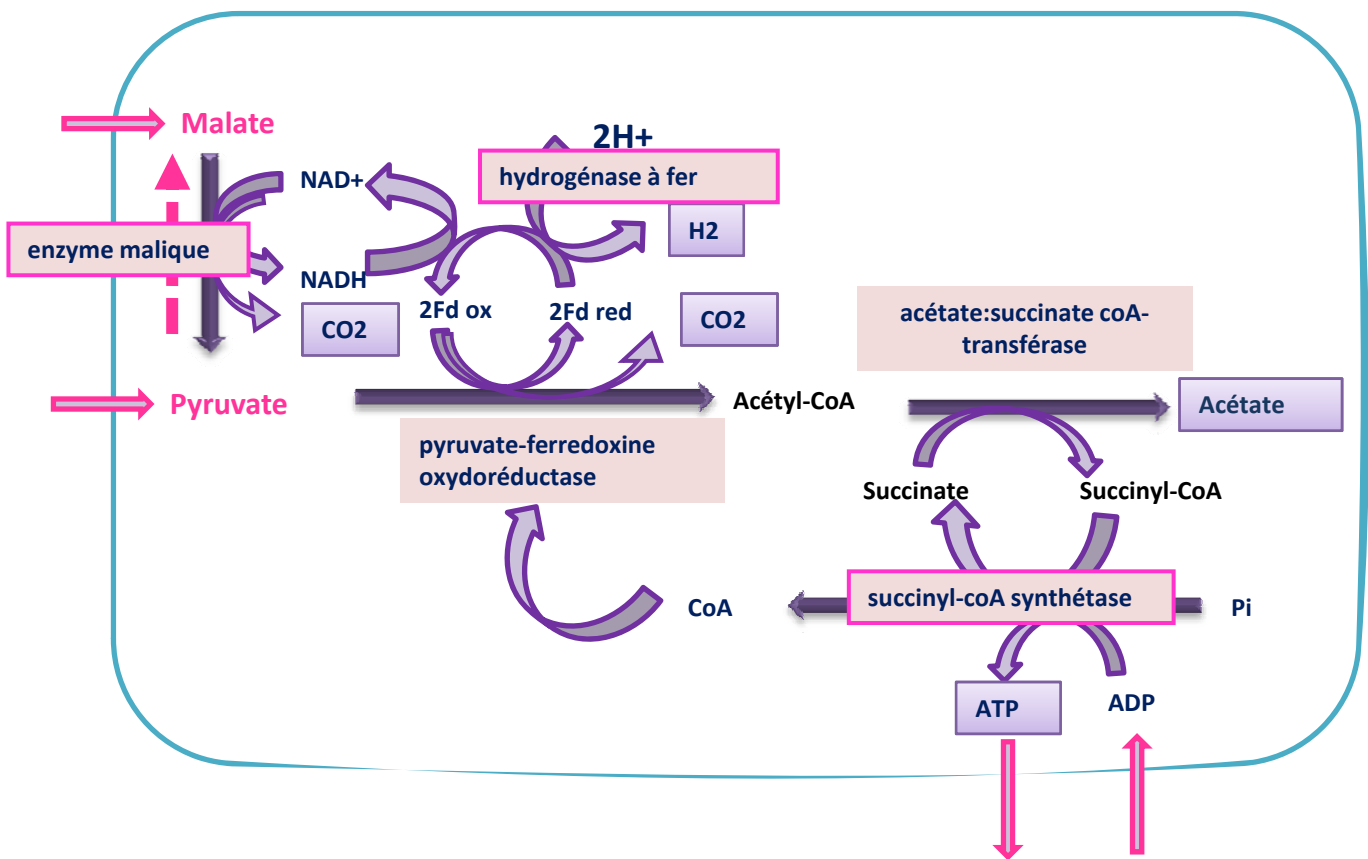 2H+
Malate
hydrogénase à fer
NAD+
H2
enzyme malique
NADH
2Fd ox
2Fd red
CO2
CO2
acétate:succinate coA-
transférase
Pyruvate
Acétyl-CoA
Acétate
pyruvate-ferredoxine
oxydoréductase
Succinate
Succinyl-CoA
CoA
succinyl-coA synthétase
Pi
ATP
ADP